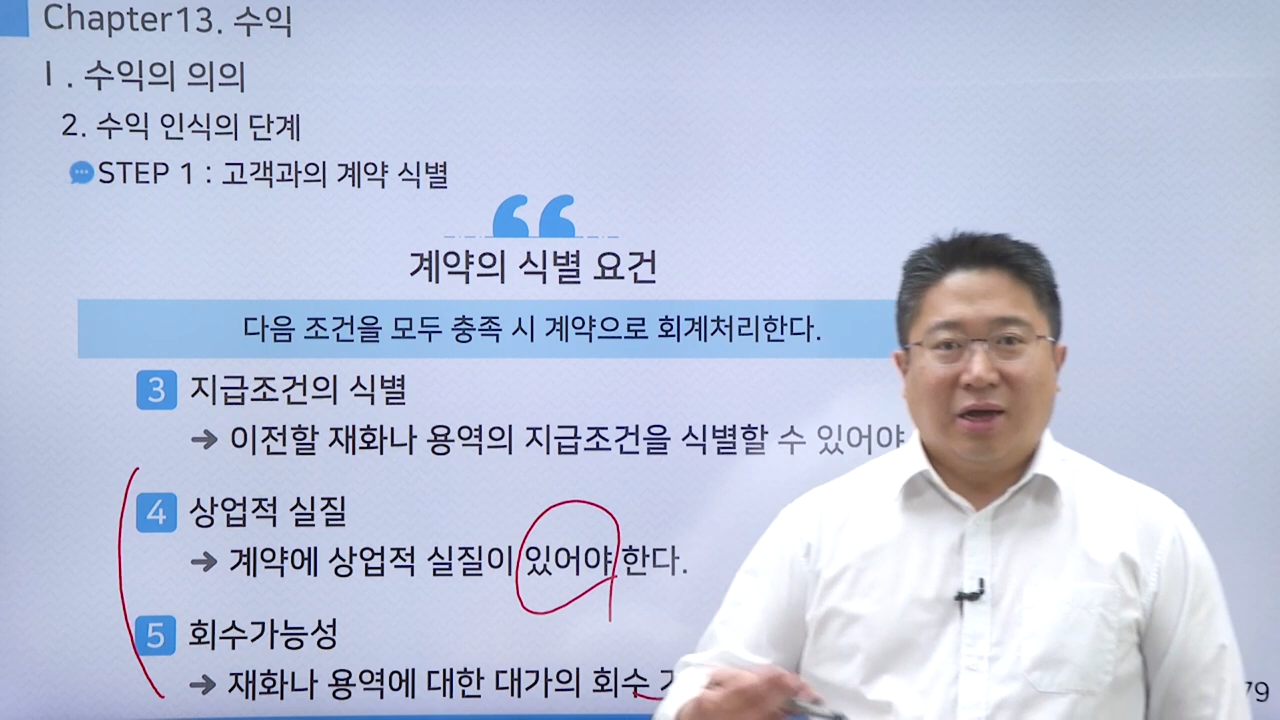 Chapter13. 수익
Ⅰ. 수익의 의의
2. 수익 인식의 단계
STEP 1 : 고객과의 계약 식별
계약의 식별 요건
다음 조건을 모두 충족 시 계약으로 회계처리한다.
3 지급조건의 식별
➔ 이전할 재화나 용역의 지급조건을 식별할 수 있어야
4 상업적 실질
➔ 계약에 상업적 실질이 있어야 한다.
5 회수가능성
➔ 재화나 용역에 대한 대가의 회수
79